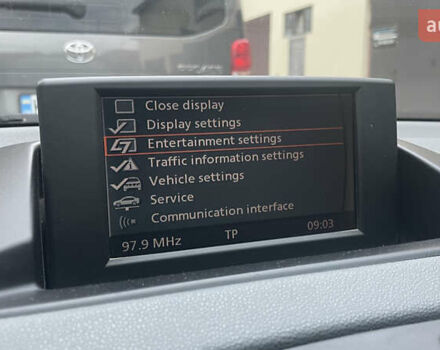 au
Close display
Display settings
Entertainment settings
Traffic information settings
Vehicle settings
Service
Communication interface
97.9 MHz TP 09:03